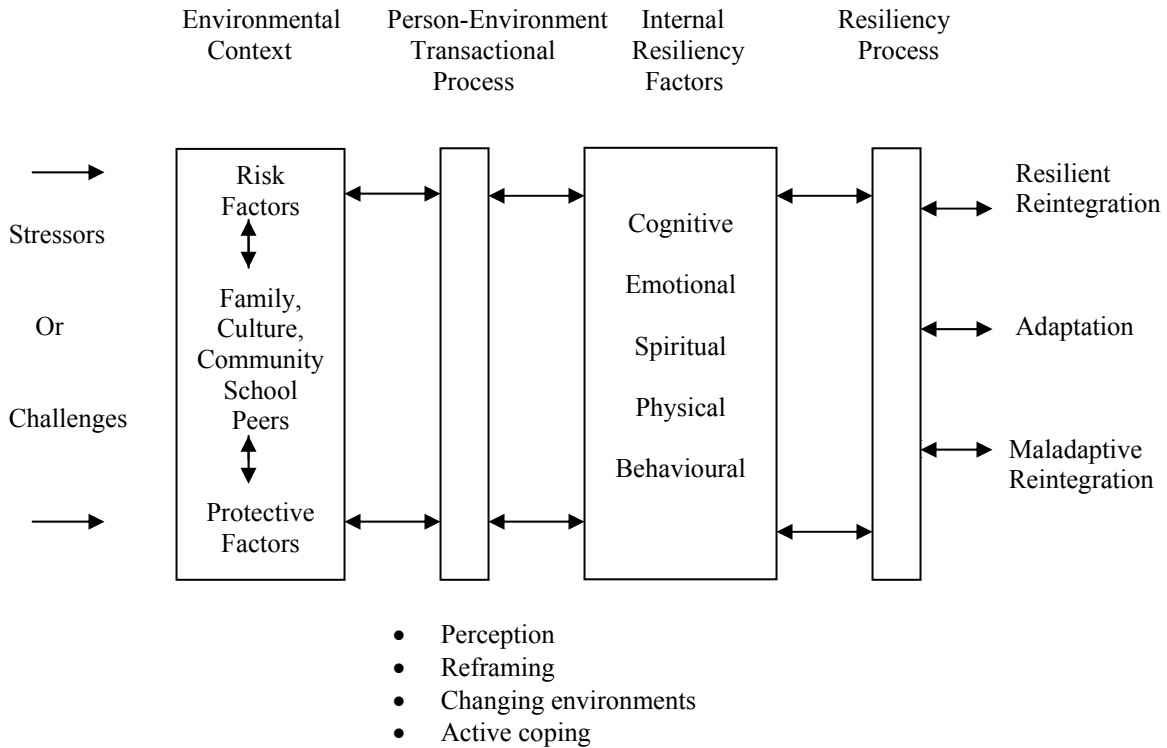 Environmental
Context
Person-Environment
Transactional
Process
Internal
Resiliency
Factors
Resiliency
Process
Stressors
Or
Challenges
Risk
Factors
Family,
Culture,
Community
School
Peers
Protective
Factors
Cognitive
Emotional
Spiritual
Physical
Behavioural
Resilient
Reintegration
Adaptation
Maladaptive
Reintegration
• Perception
• Reframing
• Changing environments
• Active coping